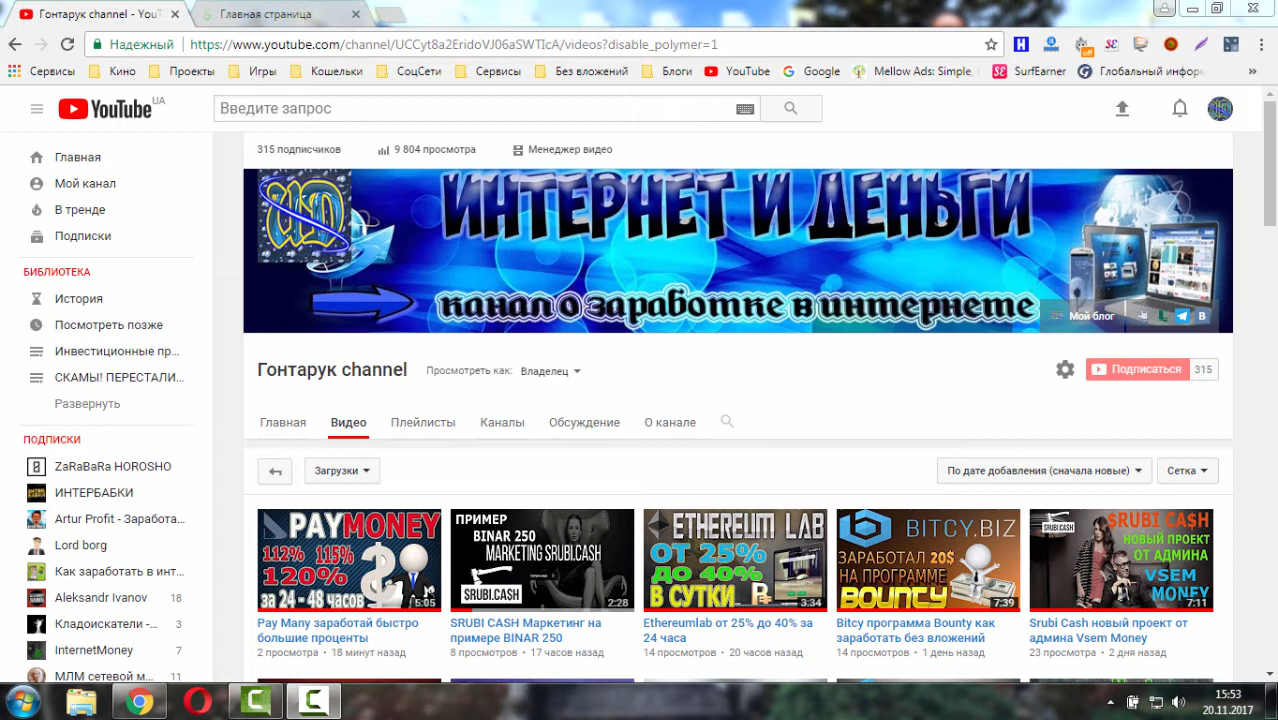 Гонтарук channel - YouT
Главная страница
Надежный
https://www.youtube.com/channel/UCCyt8s2EridoVJ06aSWTIcA/videos?disable_polymer=1
Сервисы Кино Проекты Игры Кошельки СоцСети Сервисы Без вложений Блоги YouTube Google Mellow Ads: Simple, SurfEarner Глобальный инфор
YouTube UA
Введите запрос
Главная
Мой канал
В тренде
Подписки
БИБЛИОТЕКА
История
Посмотреть позже
Инвестиционные пр...
СКАМЫ! ПЕРЕСТАЛИ...
Развернуть
ПОДПИСКИ
ZaRaBaRa HOROSHO
ИНТЕРБАБКИ
Artur Profit - Заработа...
Lord borg
Как заработать в инт...
Aleksandr Ivanov 18
Кладоискатели -... 3
InternetMoney 7
МЛМ сетевой м... 11
315 подписчиков 9 804 просмотра Менеджер видео
ИНТЕРНЕТ И ДЕНЬГИ
канал о заработке в интернете
Мой блог
Гонтарук channel
Просмотреть как: Владелец
Подписаться 315
Главная Видео Плейлисты Каналы Обсуждение О канале
Загрузки
По дате добавления (сначала новые) Сетка
PAYMONEY
112% 115%
120%
за 24 - 48 часов
5:05
Pay Many заработай быстро
большие проценты
2 просмотра • 18 минут назад
ПРИМЕР
BINAR 250
MARKETING SRUBI.CASH
SRUBI.CASH
2:28
SRUBI CASH Маркетинг на
примере BINAR 250
8 просмотров • 17 часов назад
ETHEREUM LAB
ОТ 25%
ДО 40%
В СУТКИ
3:34
Ethereumlab от 25% до 40% за
24 часа
14 просмотров • 20 часов назад
BITCY.BIZ
ЗАРАБОТАЛ 20$
НА ПРОГРАММЕ
BOUNTY
7:39
Bitcy программа Bounty как
заработать без вложений
14 просмотров • 1 день назад
SRUBI.CASH
$RUBI CA$H
НОВЫЙ ПРОЕКТ
ОТ АДМИНА
VSEM
MONEY
7:11
Srubi Cash новый проект от
админа Vsem Money
23 просмотра • 2 дня назад
15:53
20.11.2017